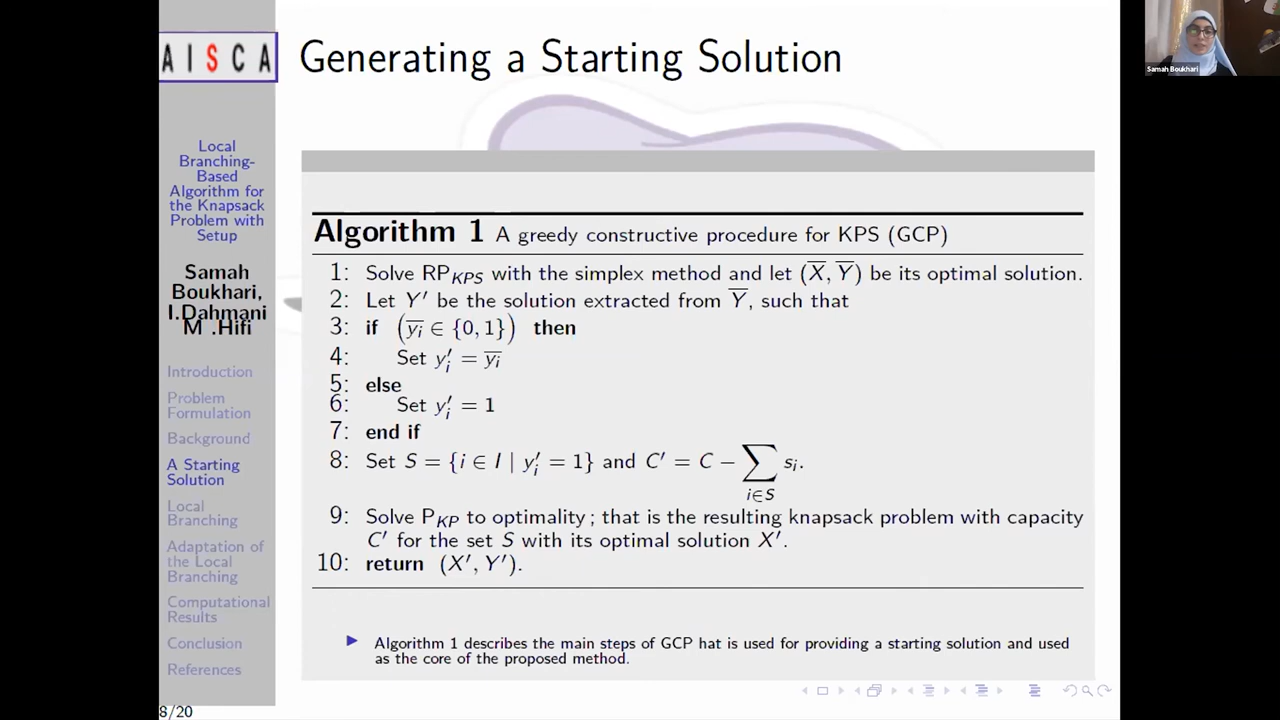 AISCA
Generating a Starting Solution
Samah Boukhari
Local
Branching-
Based
Algorithm for
the Knapsack
Problem with
Setup
Samah
Boukhari,
I.Dahmani
M .Hifi
Introduction
Problem
Formulation
Background
A Starting
Solution
Local
Branching
Adaptation of
the Local
Branching
Computational
Results
Conclusion
References
8/20
Algorithm 1 A greedy constructive procedure for KPS (GCP)
1: Solve RP_KPS with the simplex method and let (X̅, Y̅) be its optimal solution.
2: Let Y′ be the solution extracted from Y̅, such that
3: if (y̅ᵢ ∈ {0, 1}) then
4: Set y′ᵢ = y̅ᵢ
5: else
6: Set y′ᵢ = 1
7: end if
8: Set S = {i ∈ I | y′ᵢ = 1} and C′ = C − ∑ sᵢ.
i∈S
9: Solve P_KP to optimality ; that is the resulting knapsack problem with capacity
C′ for the set S with its optimal solution X′.
10: return (X′, Y′).
Algorithm 1 describes the main steps of GCP hat is used for providing a starting solution and used
as the core of the proposed method.